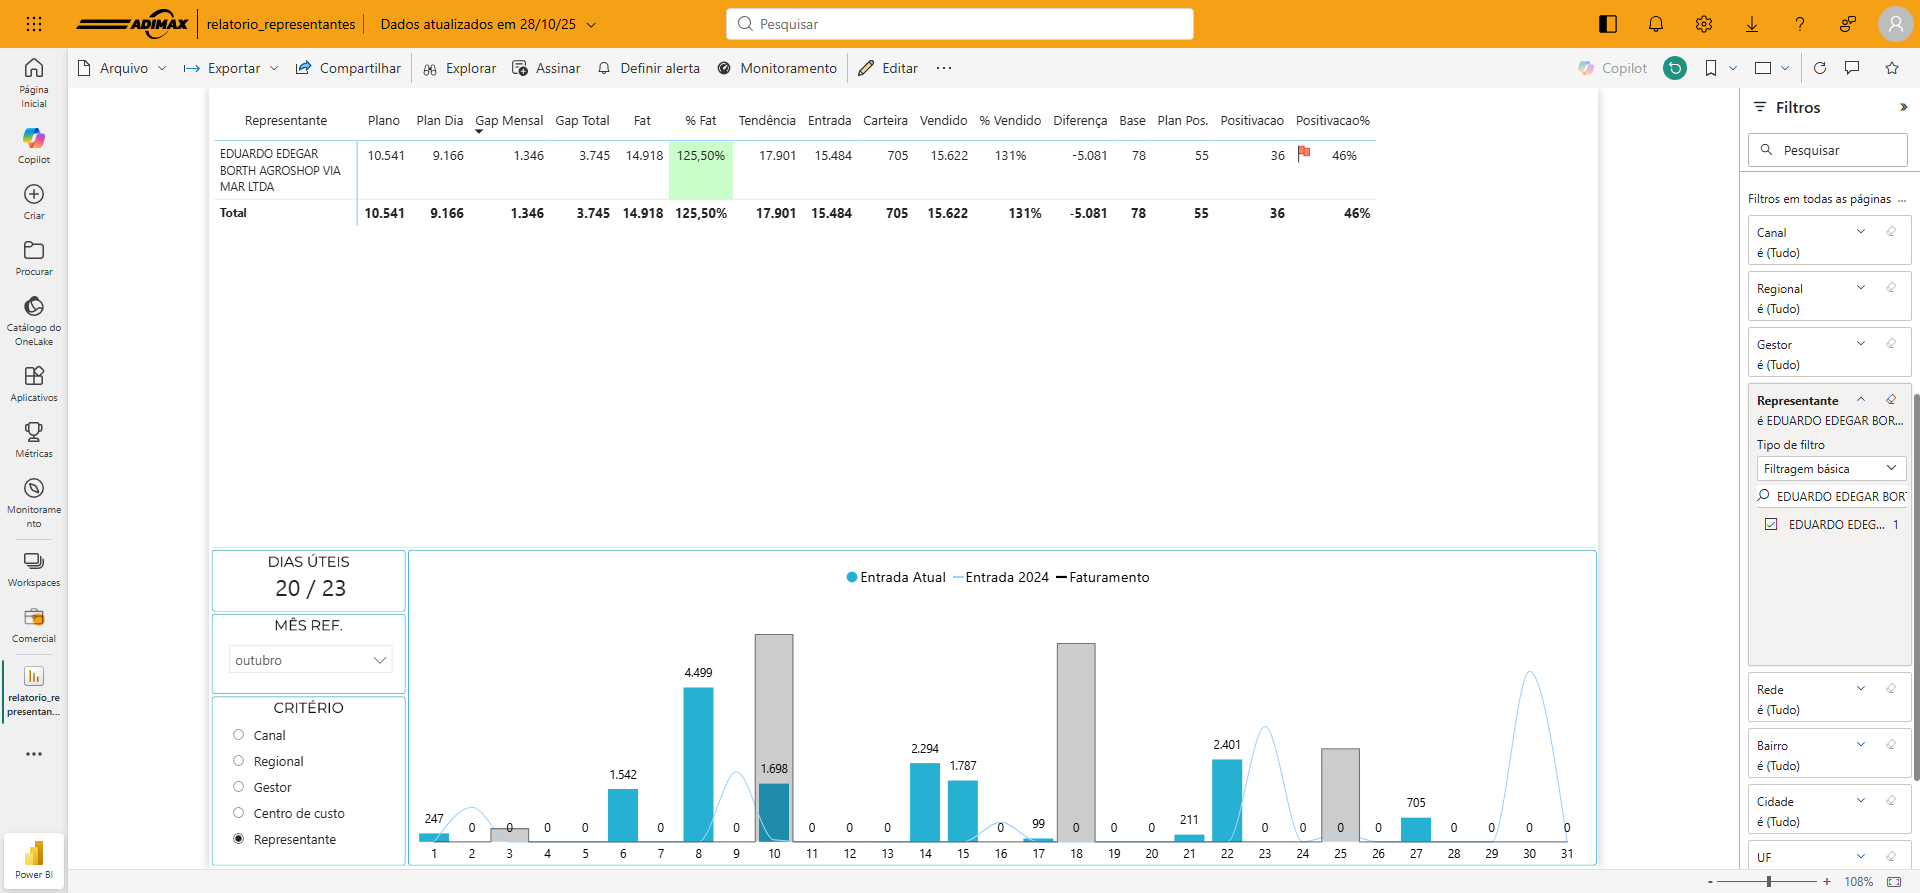 ADIMAX relatorio_representantes Dados atualizados em 28/10/25 Pesquisar
Arquivo Exportar Compartilhar Explorar Assinar Definir alerta Monitoramento Editar ... Copilot
Página Inicial
Copilot
Criar
Procurar
Catálogo do OneLake
Aplicativos
Métricas
Monitorame nto
Workspaces
Comercial
relatorio_re presentan...
Power BI
Representante Plano Plan Dia Gap Mensal Gap Total Fat % Fat Tendência Entrada Carteira Vendido % Vendido Diferença Base Plan Pos. Positivacao Positivacao%
EDUARDO EDEGAR BORTH AGROSHOP VIA MAR LTDA 10.541 9.166 1.346 3.745 14.918 125,50% 17.901 15.484 705 15.622 131% -5.081 78 55 36 46%
Total 10.541 9.166 1.346 3.745 14.918 125,50% 17.901 15.484 705 15.622 131% -5.081 78 55 36 46%
DIAS ÚTEIS
20 / 23
MÊS REF.
outubro
CRITÉRIO
Canal
Regional
Gestor
Centro de custo
Representante
Entrada Atual Entrada 2024 Faturamento
247 0 0 0 0 1.542 0 4.499 0 1.698 0 0 0 2.294 1.787 0 99 0 0 0 211 2.401 0 0 0 0 705 0 0 0 0
1 2 3 4 5 6 7 8 9 10 11 12 13 14 15 16 17 18 19 20 21 22 23 24 25 26 27 28 29 30 31
Filtros
Pesquisar
Filtros em todas as páginas ...
Canal
é (Tudo)
Regional
é (Tudo)
Gestor
é (Tudo)
Representante
é EDUARDO EDEGAR BOR...
Tipo de filtro
Filtragem básica
EDUARDO EDEGAR BORT
EDUARDO EDEG... 1
Rede
é (Tudo)
Bairro
é (Tudo)
Cidade
é (Tudo)
UF
- + 108%